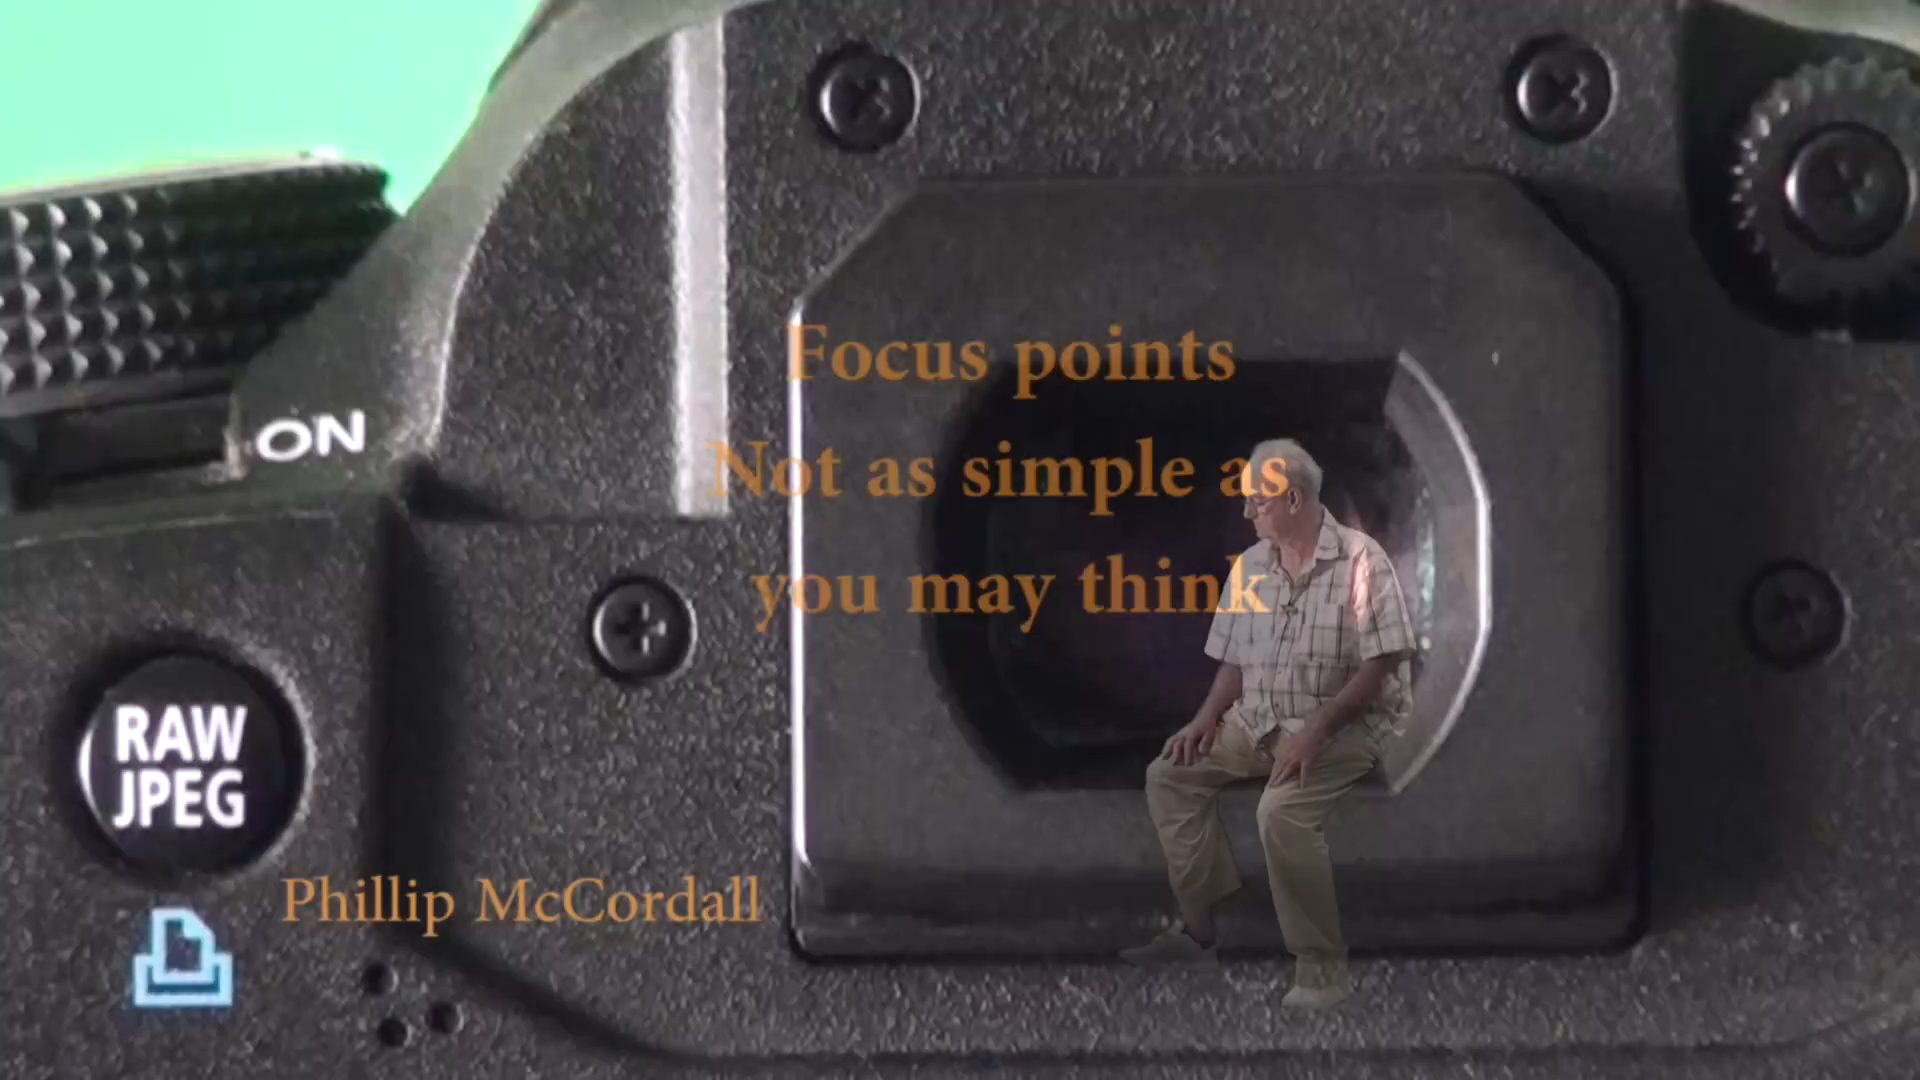 Focus points
Not as simple as
you may think
ON
RAW
JPEG
Phillip McCordall